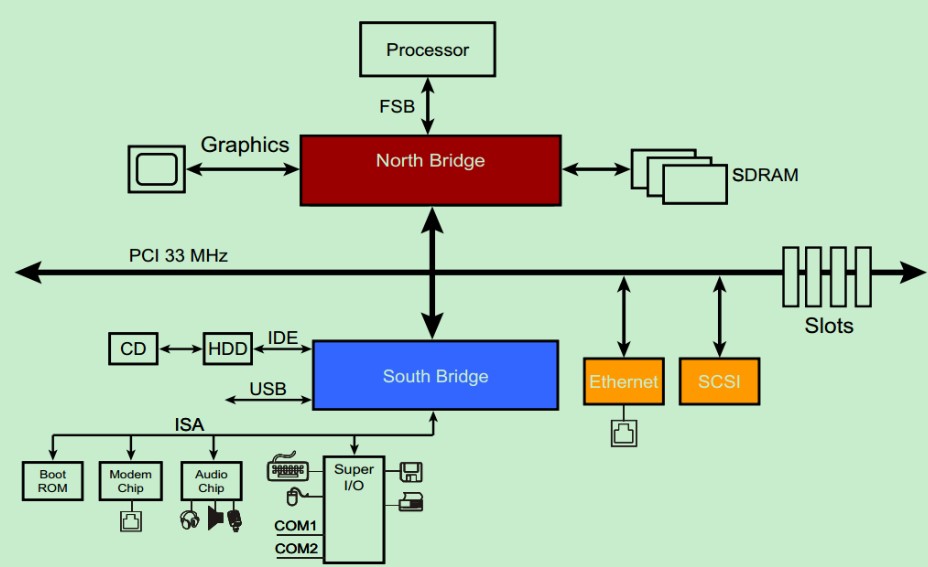 Processor
FSB
Graphics
North Bridge
SDRAM
PCI 33 MHz
Slots
CD
HDD
IDE
South Bridge
Ethernet
SCSI
USB
ISA
Boot
ROM
Modem
Chip
Audio
Chip
Super
I/O
COM1
COM2